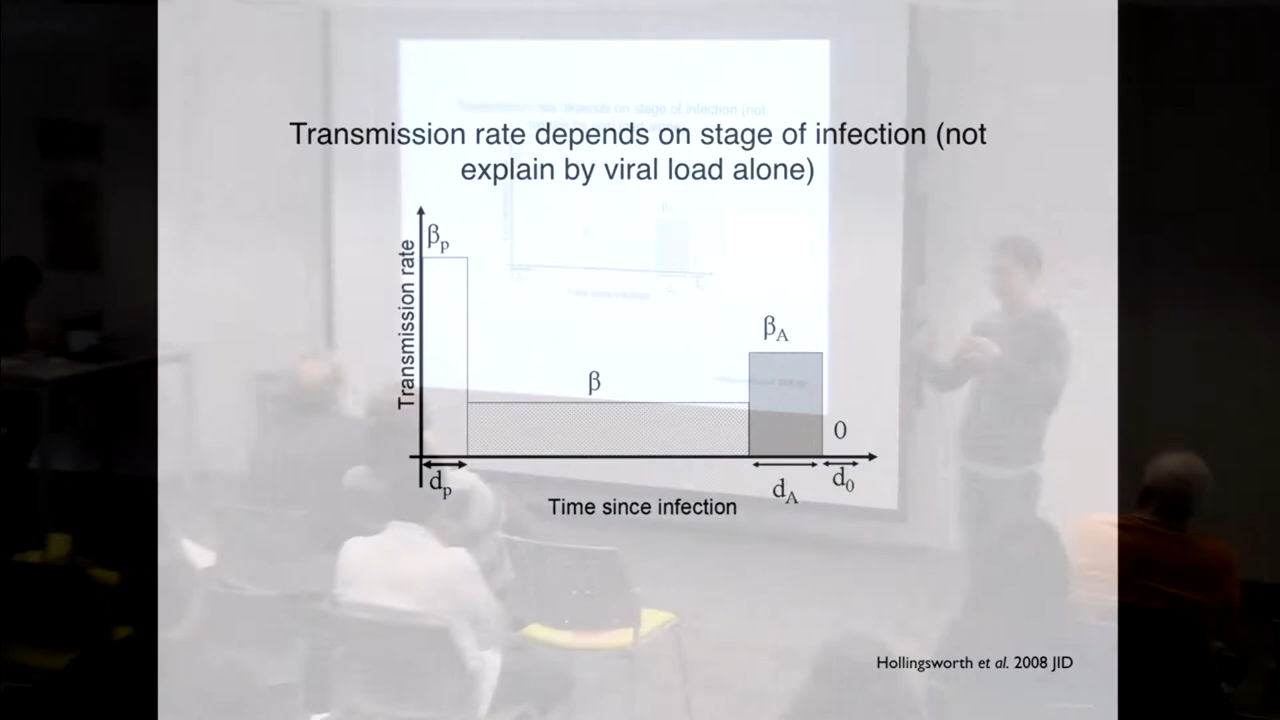 Transmission rate depends on stage of infection (not
explain by viral load alone)
Transmission rate
βp
β
βA
0
dp
dA
d0
Time since infection
Hollingsworth et al. 2008 JID